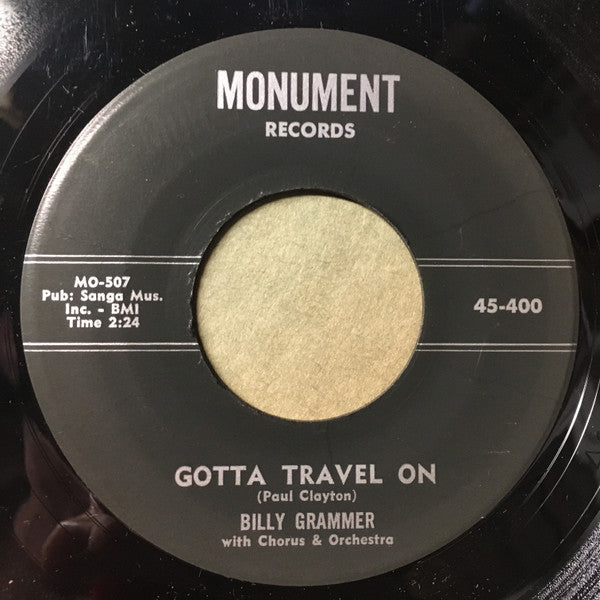 MONUMENT
RECORDS
MO-507
Pub: Sanga Mus.
Inc. - BMI
Time 2:24
45-400
GOTTA TRAVEL ON
(Paul Clayton)
BILLY GRAMMER
with Chorus & Orchestra